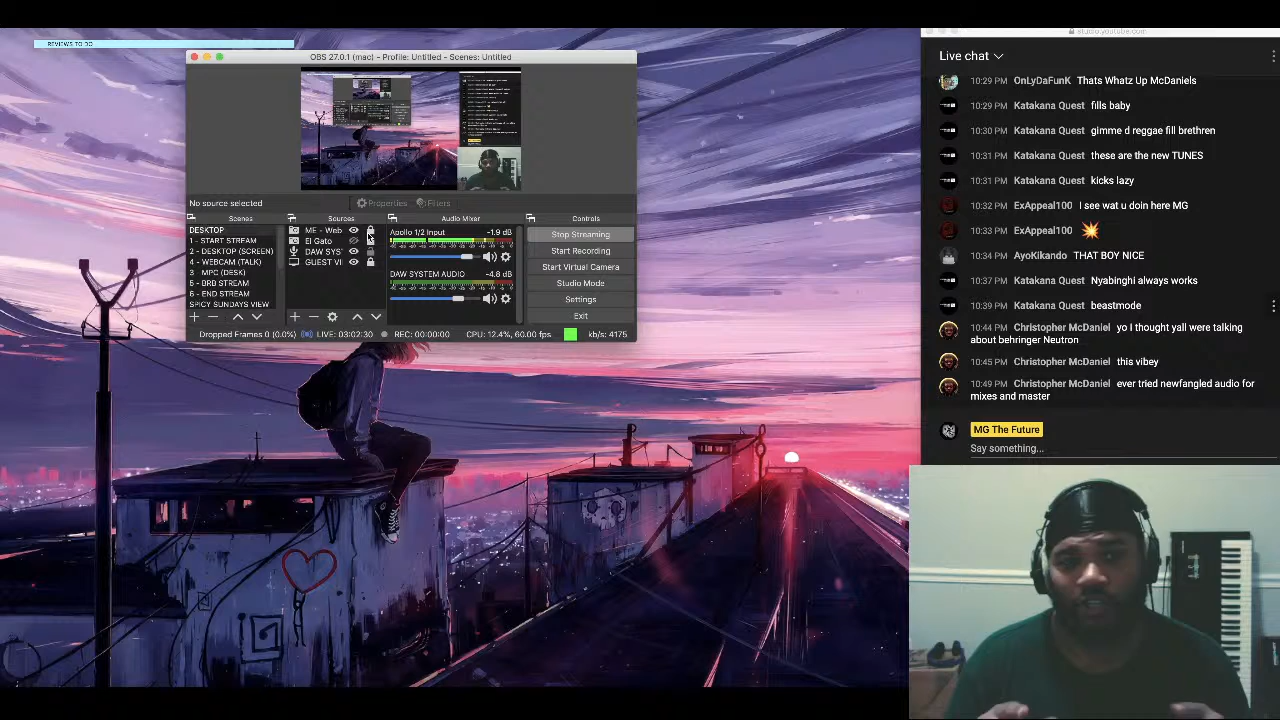 REVIEWS TO DO
studio.youtube.com
OBS 27.0.1 (mac) - Profile: Untitled - Scenes: Untitled
No source selected
Properties
Filters
Scenes
DESKTOP
1 - START STREAM
2 - DESKTOP (SCREEN)
4 - WEBCAM (TALK)
3 - MPC (DESK)
5 - BRB STREAM
6 - END STREAM
SPICY SUNDAYS VIEW
Sources
ME - Web
El Gato
DAW SYS
GUEST VI
Audio Mixer
Apollo 1/2 Input
-1.9 dB
DAW SYSTEM AUDIO
-4.8 dB
Controls
Stop Streaming
Start Recording
Start Virtual Camera
Studio Mode
Settings
Exit
Dropped Frames 0 (0.0%)
LIVE: 03:02:30
REC: 00:00:00
CPU: 12.4%, 60.00 fps
kb/s: 4175
Live chat
10:29 PM OnLyDaFunK Thats Whatz Up McDaniels
10:29 PM Katakana Quest fills baby
10:30 PM Katakana Quest gimme d reggae mi brehren
10:31 PM Katakana Quest these are the new TUNES
10:31 PM Katakana Quest kicks lazy
10:32 PM ExAppeal100 I see wat u doin here MG
10:33 PM ExAppeal100 💥
10:34 PM AyoKikando THAT BOY NICE
10:37 PM Katakana Quest Nyabinghi always works
10:39 PM Katakana Quest beastmode
10:44 PM Christopher McDaniel yo i thought yall were talking
about behringer Neutron
10:45 PM Christopher McDaniel this vibey
10:49 PM Christopher McDaniel ever tried newfangled audio for
mixes and master
MG The Future
Say something...